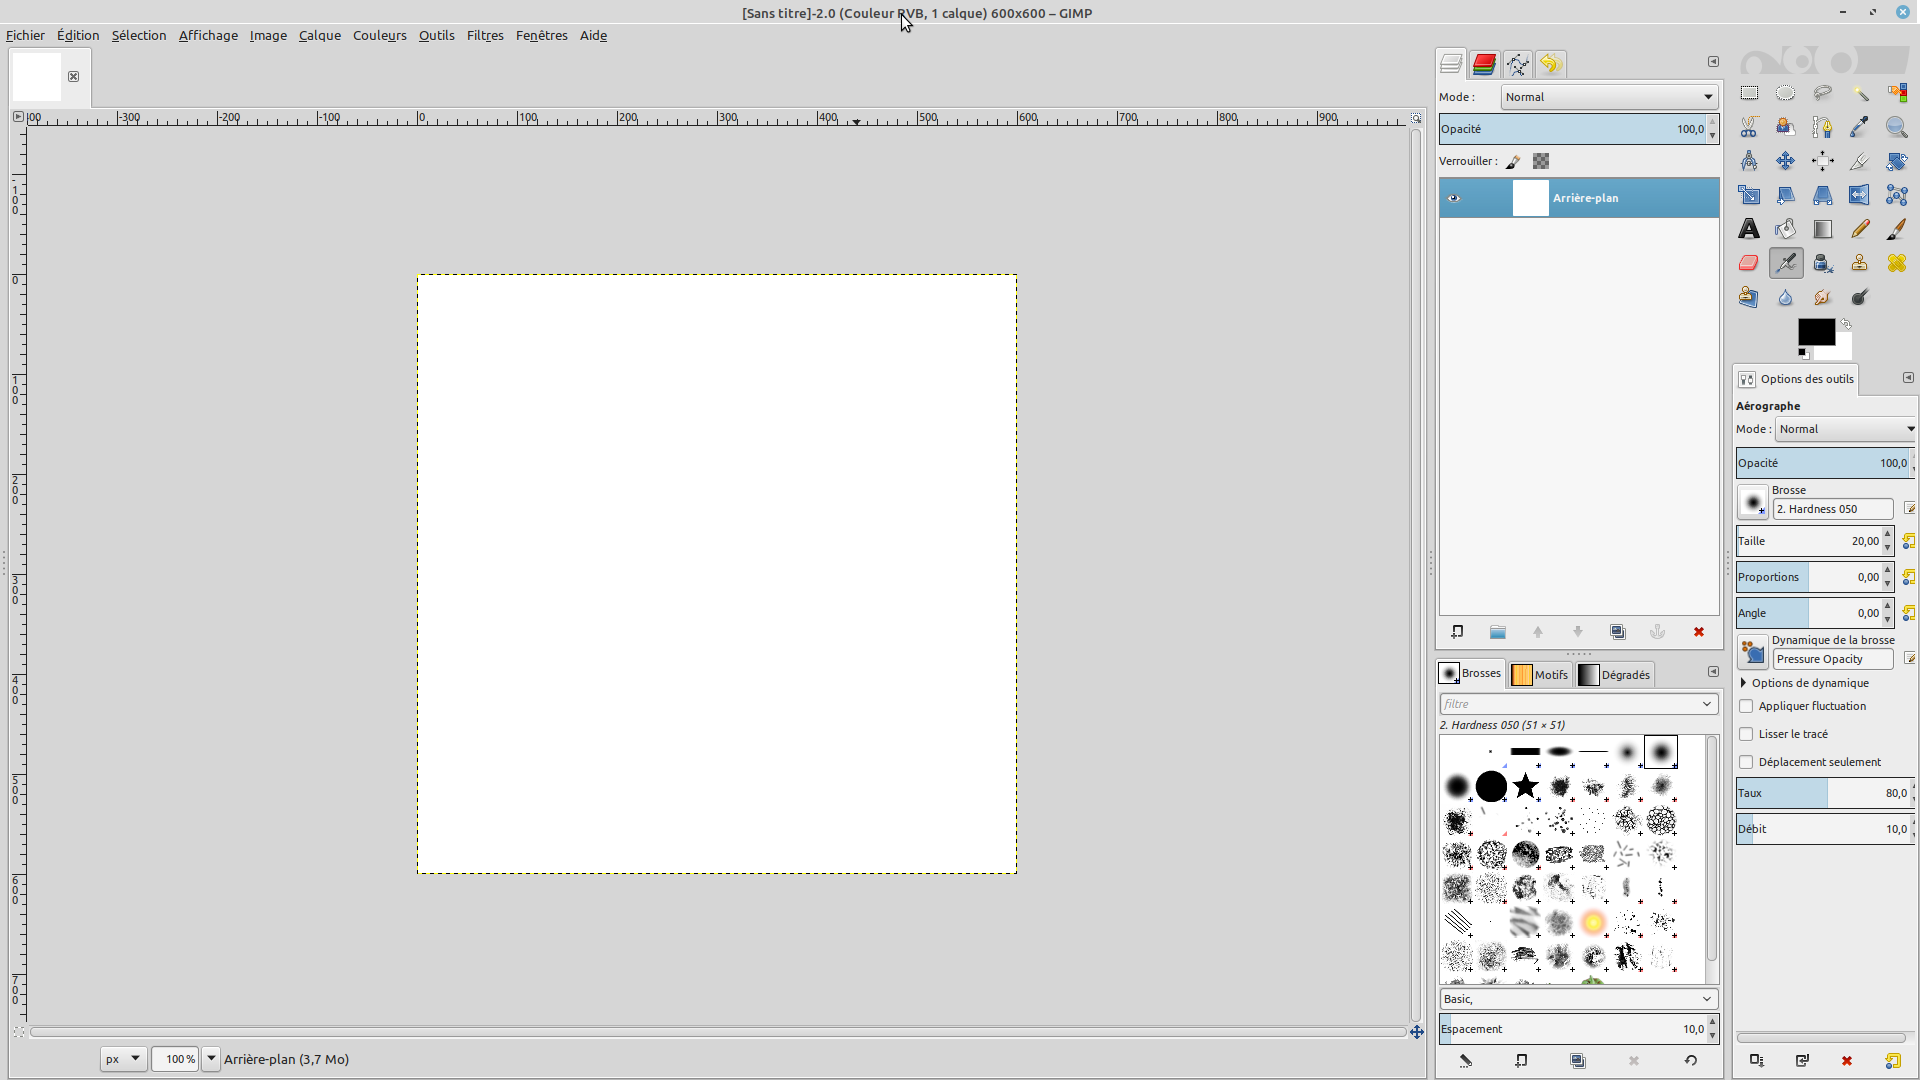 [Sans titre]-2.0 (Couleur RVB, 1 calque) 600x600 – GIMP
Fichier Édition Sélection Affichage Image Calque Couleurs Outils Filtres Fenêtres Aide
-300 -200 -100 0 100 200 300 400 500 600 700 800 900
-100
0
100
200
300
400
500
600
700
px 100 % Arrière-plan (3,7 Mo)
Mode : Normal
Opacité 100,0
Verrouiller :
Arrière-plan
Brosses Motifs Dégradés
filtre
2. Hardness 050 (51 × 51)
Basic,
Espacement 10,0
Options des outils
Aérographe
Mode : Normal
Opacité 100,0
Brosse
2. Hardness 050
Taille 20,00
Proportions 0,00
Angle 0,00
Dynamique de la brosse
Pressure Opacity
Options de dynamique
Appliquer fluctuation
Lisser le tracé
Déplacement seulement
Taux 80,0
Débit 10,0